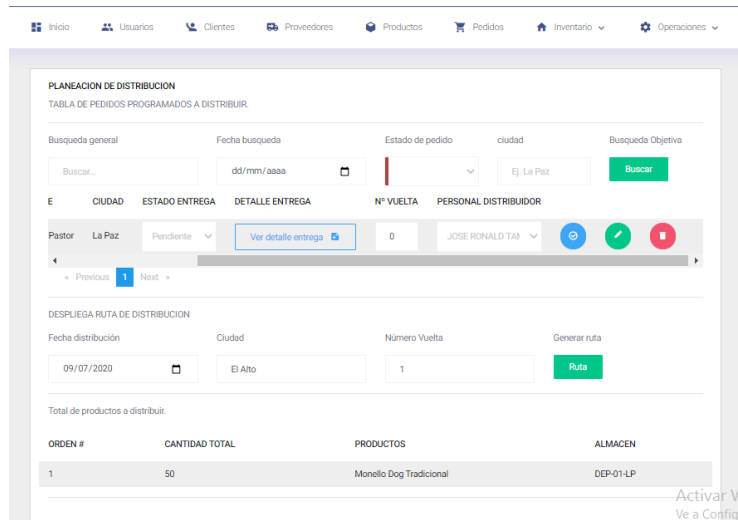 Inicio Usuarios Clientes Proveedores Productos Pedidos Inventario Operaciones
PLANEACION DE DISTRIBUCION
TABLA DE PEDIDOS PROGRAMADOS A DISTRIBUIR.
Busqueda general Fecha busqueda Estado de pedido ciudad Busqueda Objetiva
Buscar... dd/mm/aaaa Ej. La Paz Buscar
E CIUDAD ESTADO ENTREGA DETALLE ENTREGA Nº VUELTA PERSONAL DISTRIBUIDOR
Pastor La Paz Pendiente Ver detalle entrega 0 JOSE RONALD
« Previous 1 Next »
DESPLIEGA RUTA DE DISTRIBUCION
Fecha distribución Ciudad Número Vuelta Generar ruta
09/07/2020 El Alto 1 Ruta
Total de productos a distribuir.
ORDEN # CANTIDAD TOTAL PRODUCTOS ALMACEN
1 50 Monello Dog Tradicional DEP-01-LP
Activar
Ve a Config